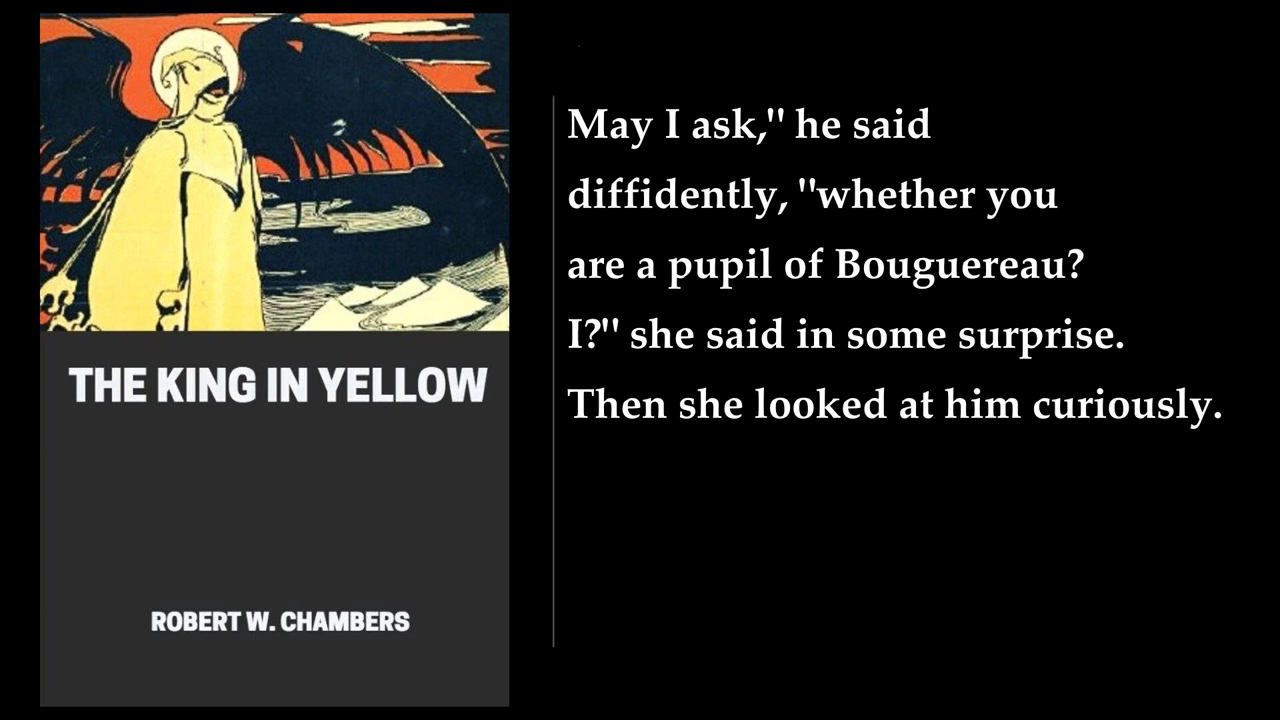 THE KING IN YELLOW
ROBERT W. CHAMBERS
May I ask," he said
diffidently, "whether you
are a pupil of Bouguereau?
I?" she said in some surprise.
Then she looked at him curiously.